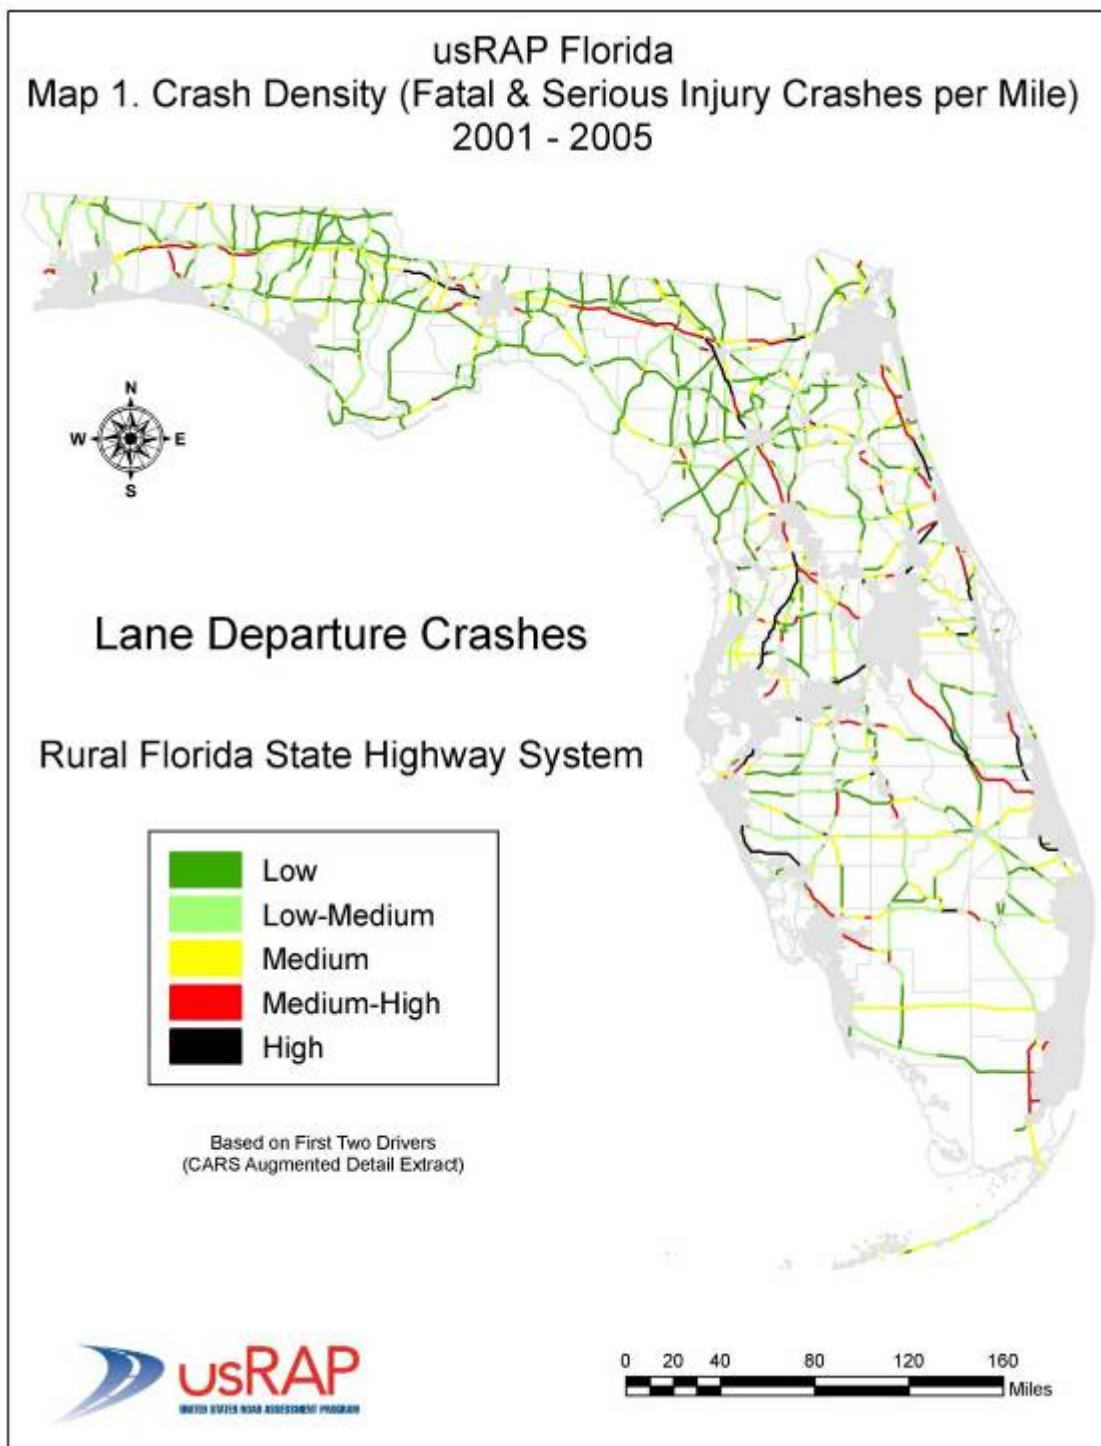 usRAP Florida
Map 1. Crash Density (Fatal & Serious Injury Crashes per Mile)
2001 - 2005
N
W E
S
Lane Departure Crashes
Rural Florida State Highway System
Low
Low-Medium
Medium
Medium-High
High
Based on First Two Drivers
(CARS Augmented Detail Extract)
usRAP
UNITED STATES ROAD ASSESSMENT PROGRAM
0 20 40 80 120 160
Miles